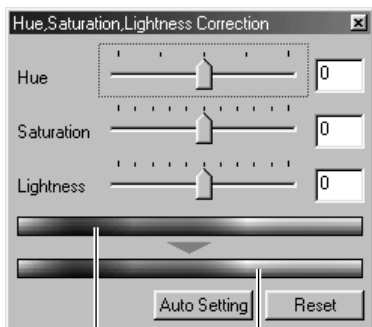 Hue,Saturation,Lightness Correction
Hue 0
Saturation 0
Lightness 0
Auto Setting Reset